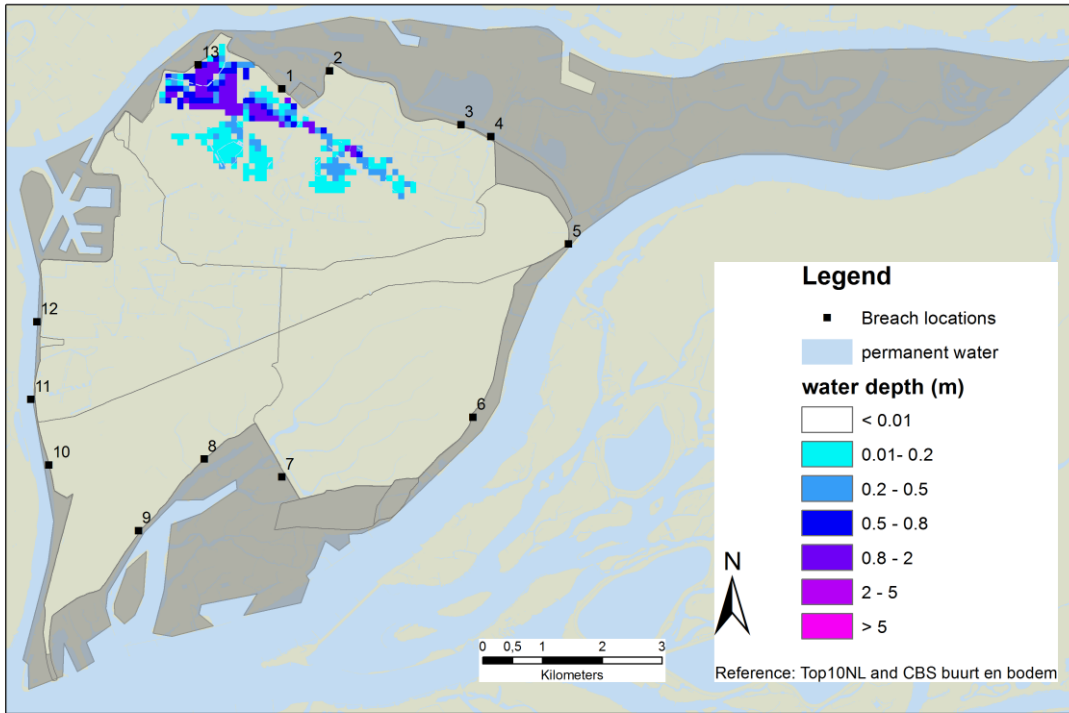 13
1
2
3
4
5
12
11
10
9
8
7
6
Legend
Breach locations
permanent water
water depth (m)
< 0.01
0.01- 0.2
0.2 - 0.5
0.5 - 0.8
0.8 - 2
2 - 5
> 5
N
0 0,5 1 2 3
Kilometers
Reference: Top10NL and CBS buurt en bodem